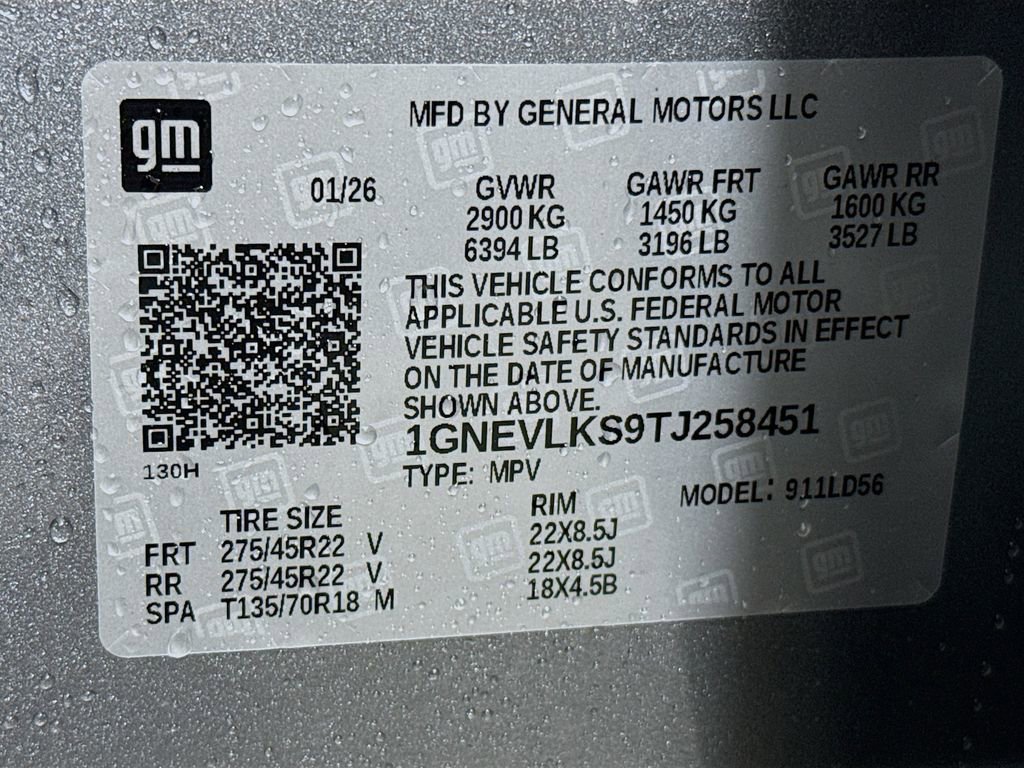 gm
MFD BY GENERAL MOTORS LLC
01/26
GVWR GAWR FRT GAWR RR
2900 KG 1450 KG 1600 KG
6394 LB 3196 LB 3527 LB
THIS VEHICLE CONFORMS TO ALL
APPLICABLE U.S. FEDERAL MOTOR
VEHICLE SAFETY STANDARDS IN EFFECT
ON THE DATE OF MANUFACTURE
SHOWN ABOVE.
1GNEVLKS9TJ258451
130H
TYPE: MPV
MODEL: 911LD56
TIRE SIZE RIM
FRT 275/45R22 V 22X8.5J
RR 275/45R22 V 22X8.5J
SPA T135/70R18 M 18X4.5B